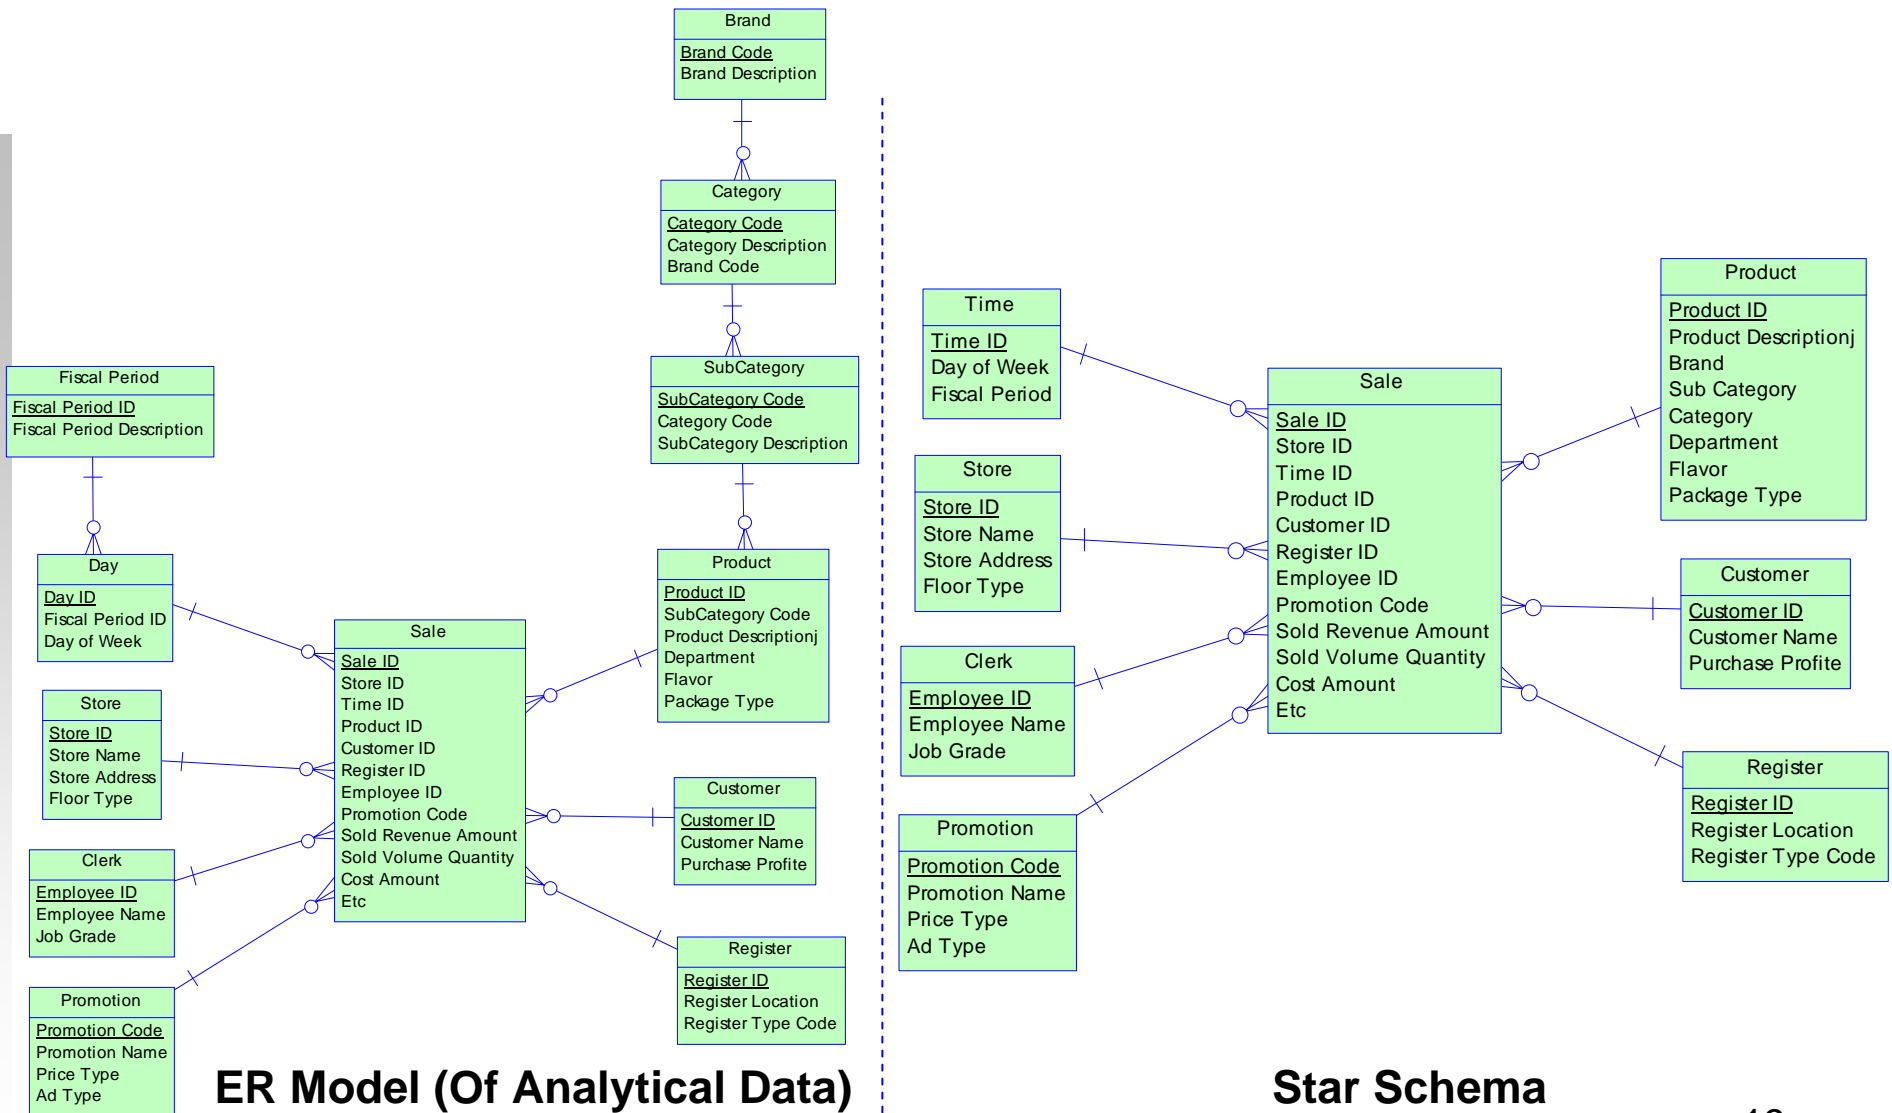 Brand
Brand Code
Brand Description
Category
Category Code
Category Description
Brand Code
SubCategory
SubCategory Code
Category Code
SubCategory Description
Fiscal Period
Fiscal Period ID
Fiscal Period Description
Day
Day ID
Fiscal Period ID
Day of Week
Product
Product ID
SubCategory Code
Product Descriptionj
Department
Flavor
Package Type
Sale
Sale ID
Store ID
Time ID
Product ID
Customer ID
Register ID
Employee ID
Promotion Code
Sold Revenue Amount
Sold Volume Quantity
Cost Amount
Etc
Store
Store ID
Store Name
Store Address
Floor Type
Customer
Customer ID
Customer Name
Purchase Profite
Clerk
Employee ID
Employee Name
Job Grade
Register
Register ID
Register Location
Register Type Code
Promotion
Promotion Code
Promotion Name
Price Type
Ad Type
ER Model (Of Analytical Data)
Time
Time ID
Day of Week
Fiscal Period
Product
Product ID
Product Descriptionj
Brand
Sub Category
Category
Department
Flavor
Package Type
Sale
Sale ID
Store ID
Time ID
Product ID
Customer ID
Register ID
Employee ID
Promotion Code
Sold Revenue Amount
Sold Volume Quantity
Cost Amount
Etc
Store
Store ID
Store Name
Store Address
Floor Type
Customer
Customer ID
Customer Name
Purchase Profite
Clerk
Employee ID
Employee Name
Job Grade
Register
Register ID
Register Location
Register Type Code
Promotion
Promotion Code
Promotion Name
Price Type
Ad Type
Star Schema